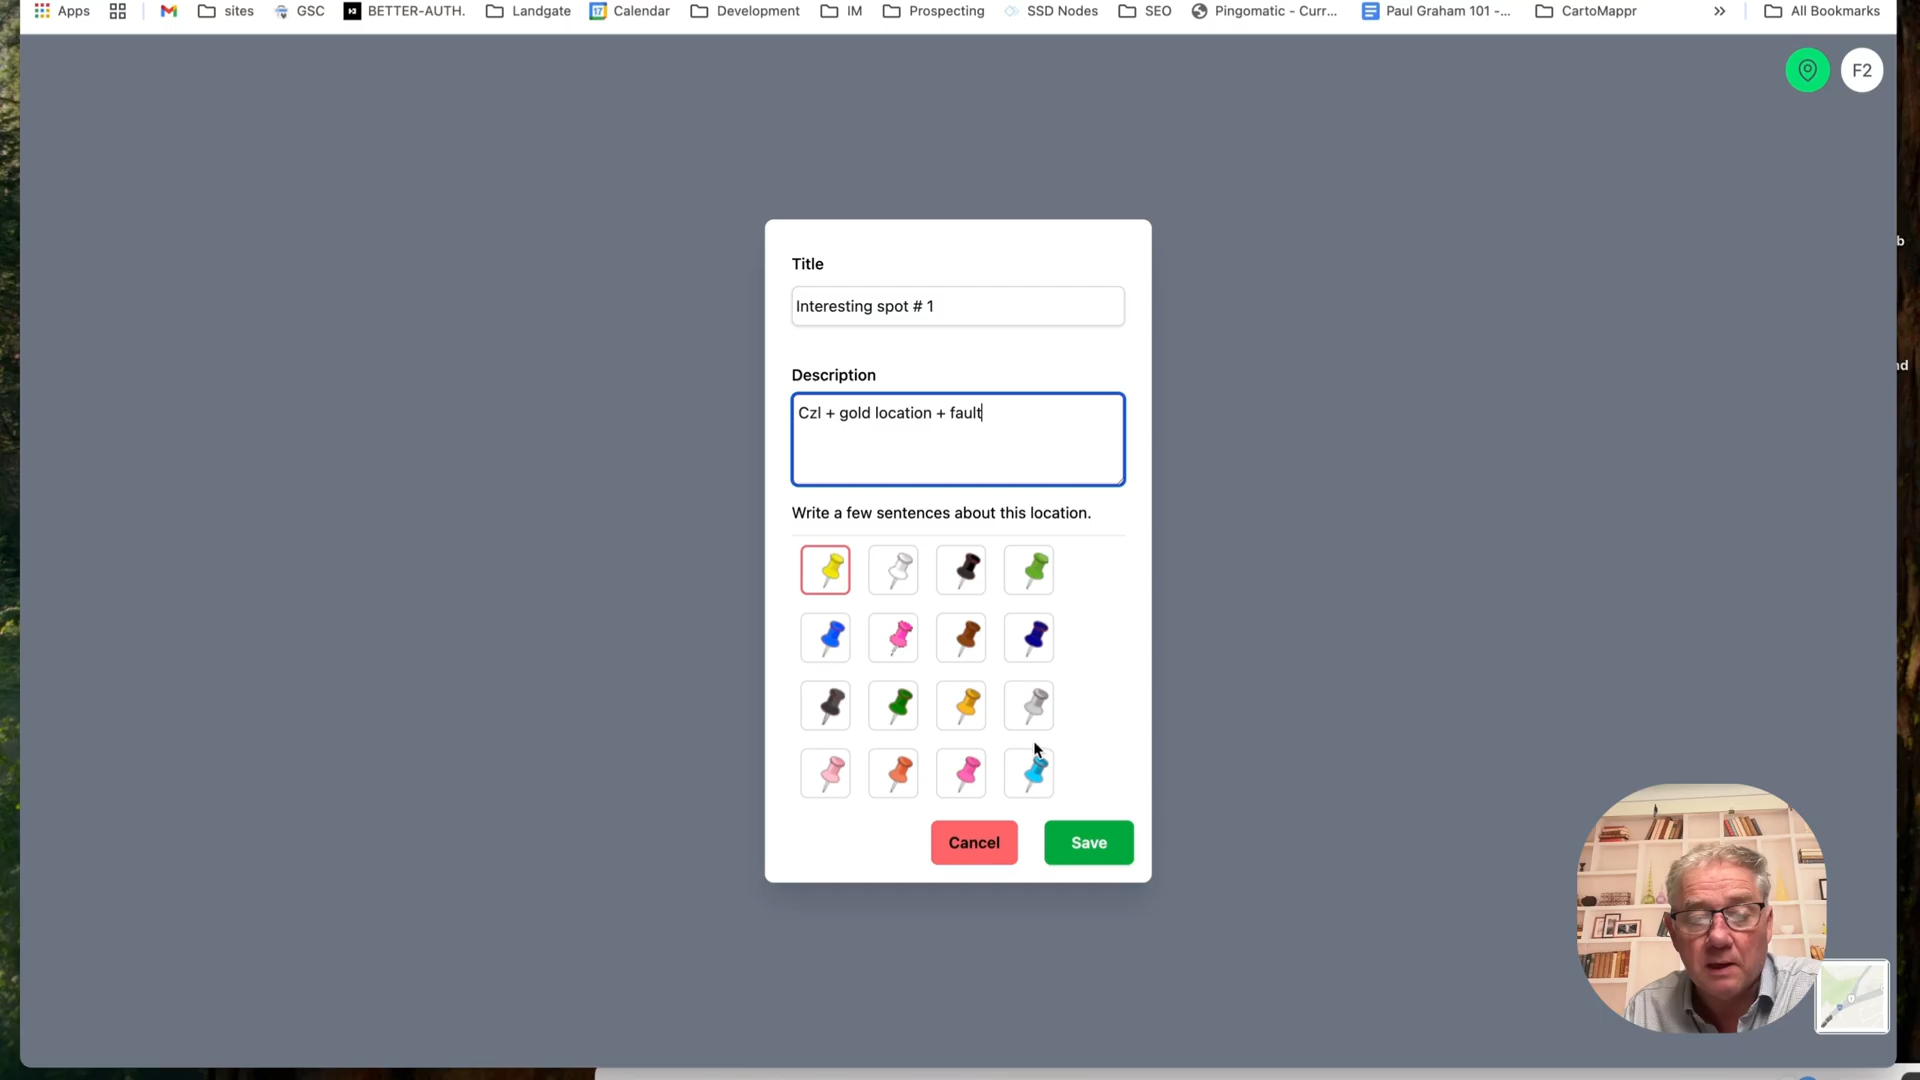 Apps
sites
GSC
BETTER-AUTH.
Landgate
17
Calendar
Development
IM
Prospecting
SSD Nodes
SEO
Pingomatic - Curr...
Paul Graham 101 -...
CartoMappr
»
All Bookmarks
F2
b
nd
Title
Interesting spot # 1
Description
Czl + gold location + fault
Write a few sentences about this location.
Cancel
Save